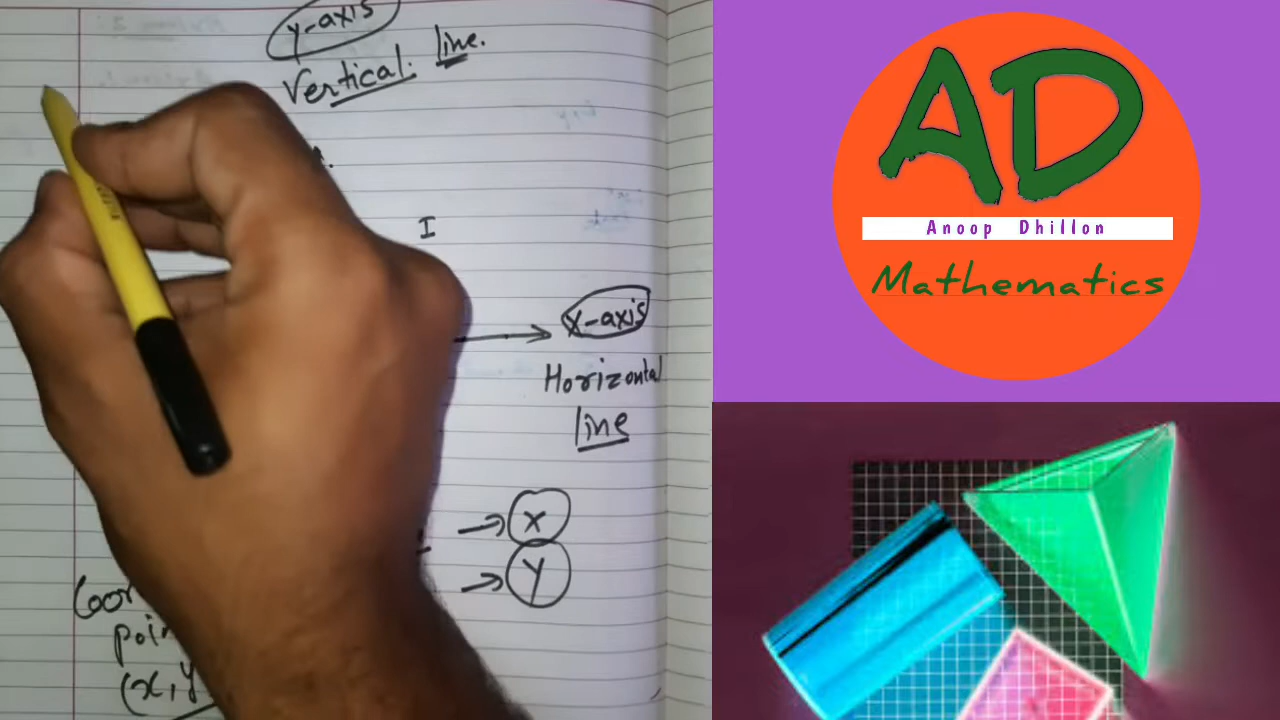 y-axis
Vertical line.
I
x-axis
Horizontal
line
x
y
(x, y
AD
Anoop Dhillon
Mathematics